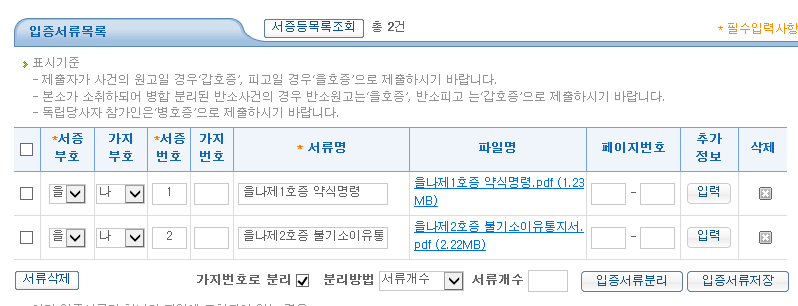 입증서류목록 서증등록록조회 총 2건 * 필수입력사항
표시기준
- 제출자가 사건의 원고일 경우'갑호증', 피고일 경우'을호증'으로 제출하시기 바랍니다.
- 본소가 소취하되어 병합 분리된 반소사건의 경우 반소원고는'을호증', 반소피고 는'갑호증'으로 제출하시기 바랍니다.
- 독립당사자 참가인은'병호증'으로 제출하시기 바랍니다.
*서증 부호 가지 부호 *서증 번호 가지 번호 * 서류명 파일명 페이지번호 추가 정보 삭제
을 나 1 을나제1호증 약식명령 을나제1호증 약식명령.pdf (1.23
MB) - 입력
을 나 2 을나제2호증 불기소이유통 을나제2호증 불기소이유통지서.
pdf (2.22MB) - 입력
서류삭제 가지번호로 분리 분리방법 서류개수 서류개수 입증서류분리 입증서류저장